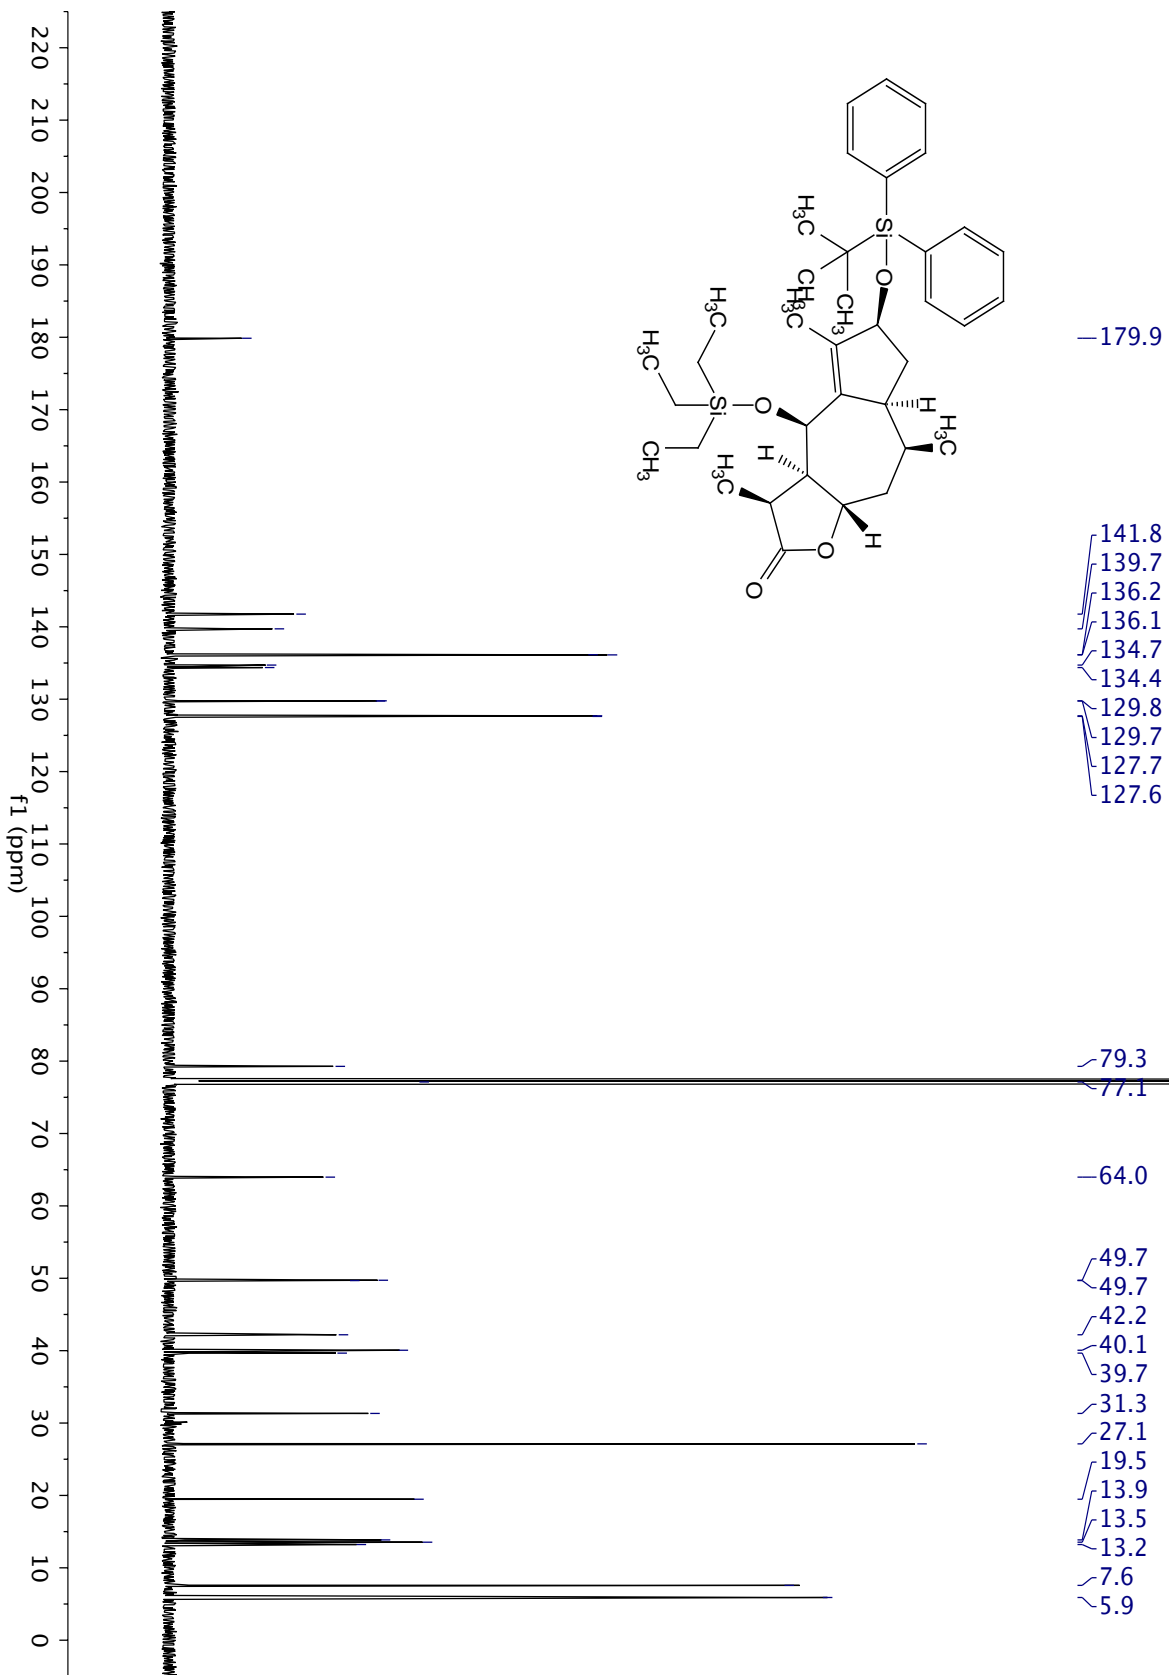 179.9
141.8
139.7
136.2
136.1
134.7
134.4
129.8
129.7
127.7
127.6
79.3
77.1
64.0
49.7
49.7
42.2
40.1
39.7
31.3
27.1
19.5
13.9
13.5
13.2
7.6
5.9
Si
O
H₃C
CH₃
CH₃
H₃C
H
H₃C
H₃C
H₃C
Si
O
CH₃
H
H₃C
H
O
O
220 210 200 190 180 170 160 150 140 130 120 110 100 90 80 70 60 50 40 30 20 10 0
f1 (ppm)